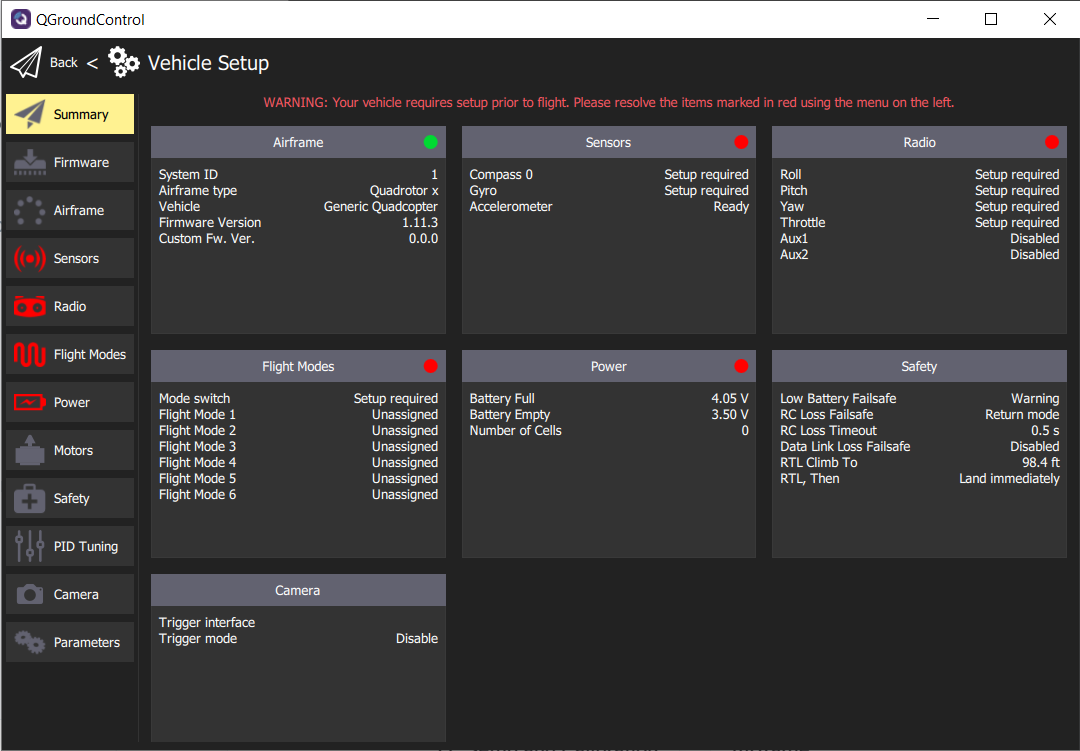 QGroundControl
Back < Vehicle Setup
WARNING: Your vehicle requires setup prior to flight. Please resolve the items marked in red using the menu on the left.
Summary
Firmware
Airframe
Sensors
Radio
Flight Modes
Power
Motors
Safety
PID Tuning
Camera
Parameters
Airframe
System ID 1
Airframe type Quadrotor x
Vehicle Generic Quadcopter
Firmware Version 1.11.3
Custom Fw. Ver. 0.0.0
Sensors
Compass 0 Setup required
Gyro Setup required
Accelerometer Ready
Radio
Roll Setup required
Pitch Setup required
Yaw Setup required
Throttle Setup required
Aux1 Disabled
Aux2 Disabled
Flight Modes
Mode switch Setup required
Flight Mode 1 Unassigned
Flight Mode 2 Unassigned
Flight Mode 3 Unassigned
Flight Mode 4 Unassigned
Flight Mode 5 Unassigned
Flight Mode 6 Unassigned
Power
Battery Full 4.05 V
Battery Empty 3.50 V
Number of Cells 0
Safety
Low Battery Failsafe Warning
RC Loss Failsafe Return mode
RC Loss Timeout 0.5 s
Data Link Loss Failsafe Disabled
RTL Climb To 98.4 ft
RTL, Then Land immediately
Camera
Trigger interface
Trigger mode Disable